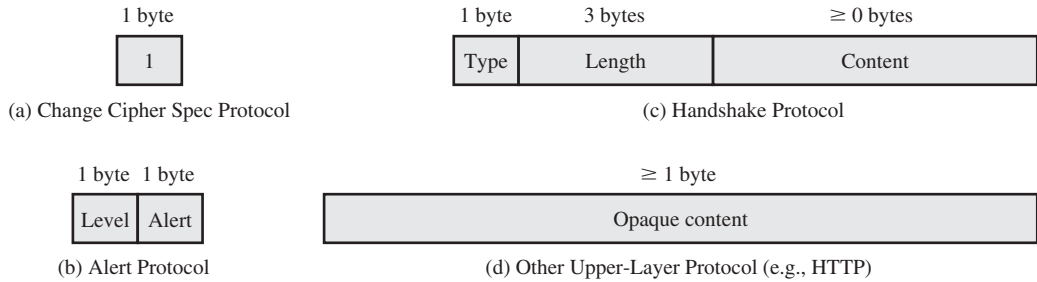 1 byte
1
(a) Change Cipher Spec Protocol
1 byte 3 bytes ≥ 0 bytes
Type Length Content
(c) Handshake Protocol
1 byte 1 byte
Level Alert
(b) Alert Protocol
≥ 1 byte
Opaque content
(d) Other Upper-Layer Protocol (e.g., HTTP)